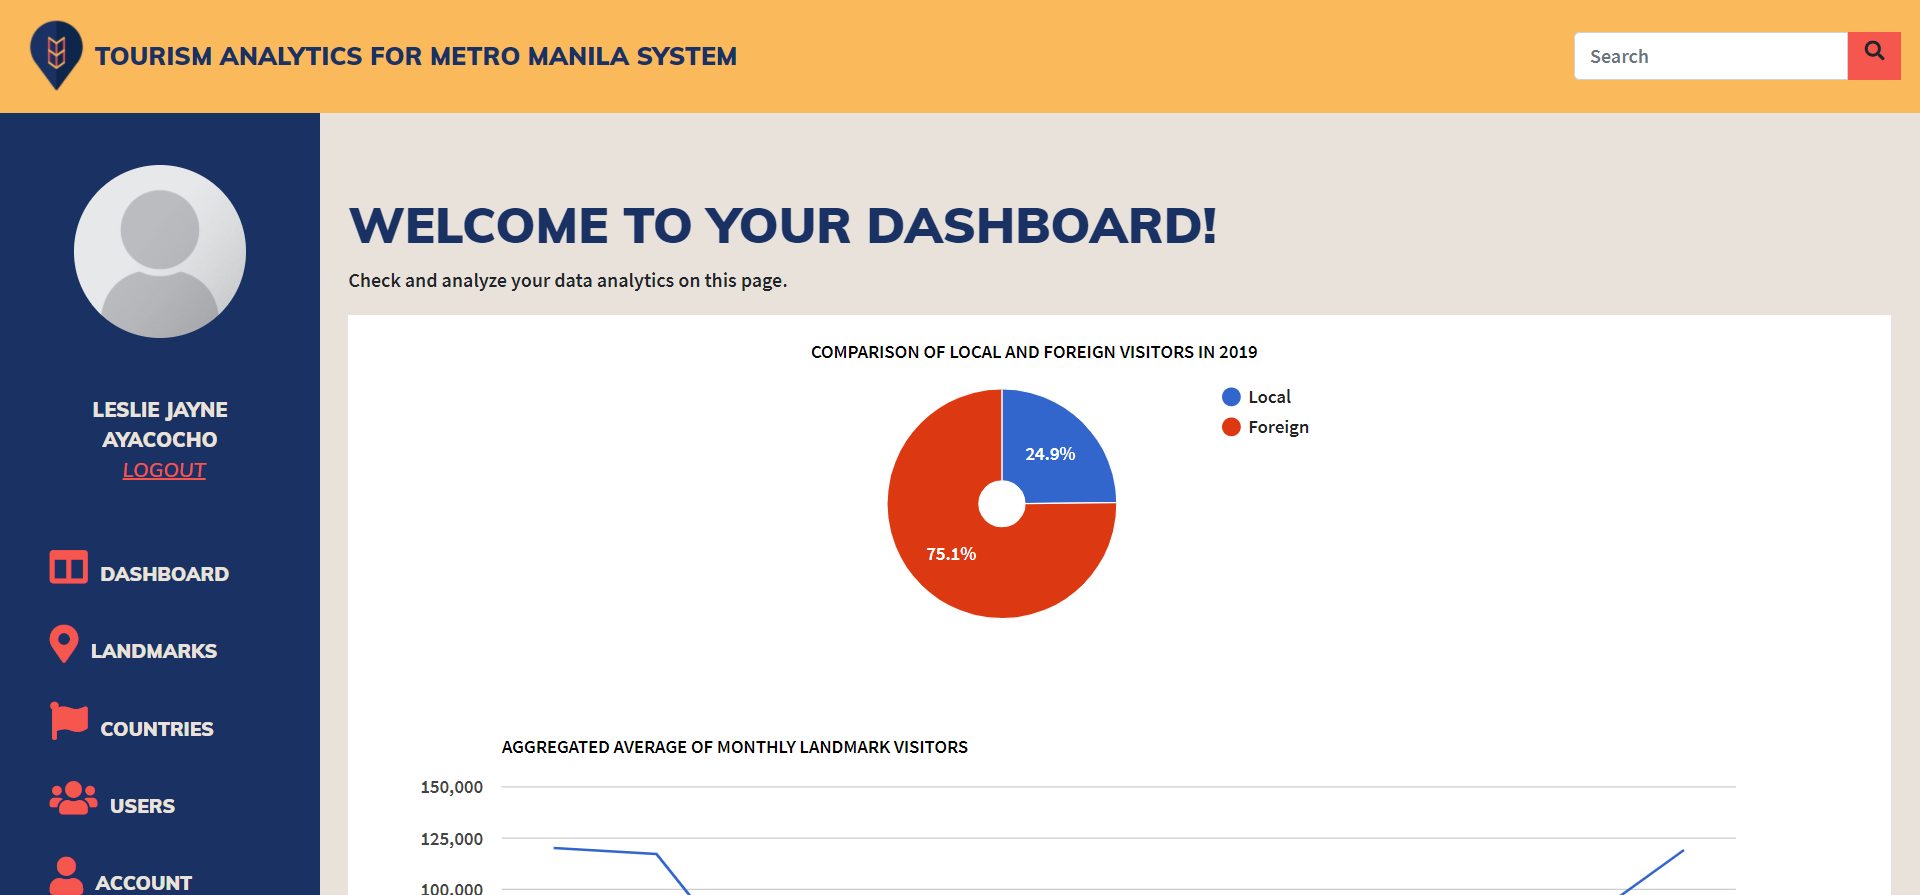 TOURISM ANALYTICS FOR METRO MANILA SYSTEM
Search
LESLIE JAYNE
AYACOCHO
LOGOUT
DASHBOARD
LANDMARKS
COUNTRIES
USERS
ACCOUNT
WELCOME TO YOUR DASHBOARD!
Check and analyze your data analytics on this page.
COMPARISON OF LOCAL AND FOREIGN VISITORS IN 2019
Local
Foreign
24.9%
75.1%
AGGREGATED AVERAGE OF MONTHLY LANDMARK VISITORS
150,000
125,000
100,000